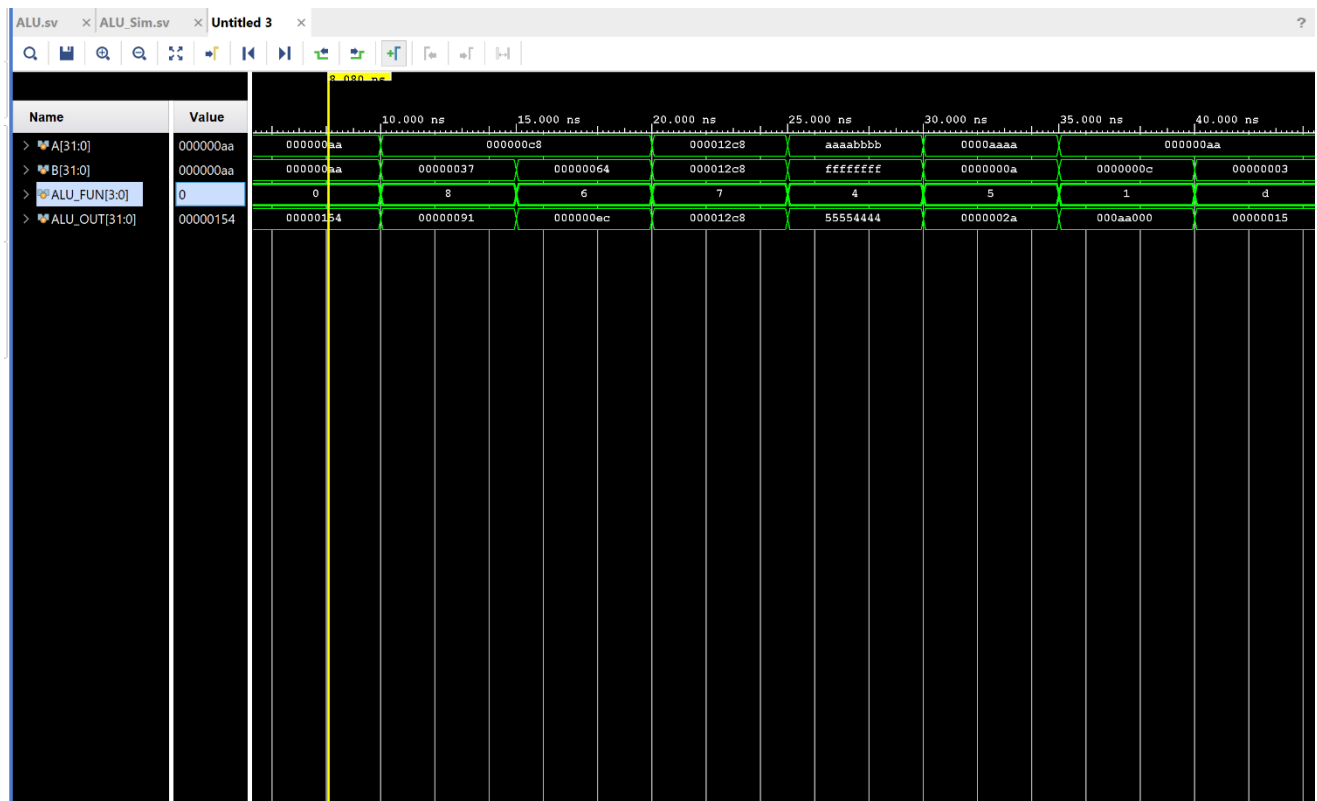 ALU.sv × ALU_Sim.sv × Untitled 3 × ?
8.080 ns
Name Value
10.000 ns 15.000 ns 20.000 ns 25.000 ns 30.000 ns 35.000 ns 40.000 ns
> A[31:0] 000000aa 000000aa 000000c8 000012c8 aaaabbbb 0000aaaa 000000aa
> B[31:0] 000000aa 000000aa 00000037 00000064 000012c8 ffffffff 0000000a 0000000c 00000003
> ALU_FUN[3:0] 0 0 8 6 7 4 5 1 d
> ALU_OUT[31:0] 00000154 00000154 00000091 000000ec 000012c8 55554444 0000002a 000aa000 00000015